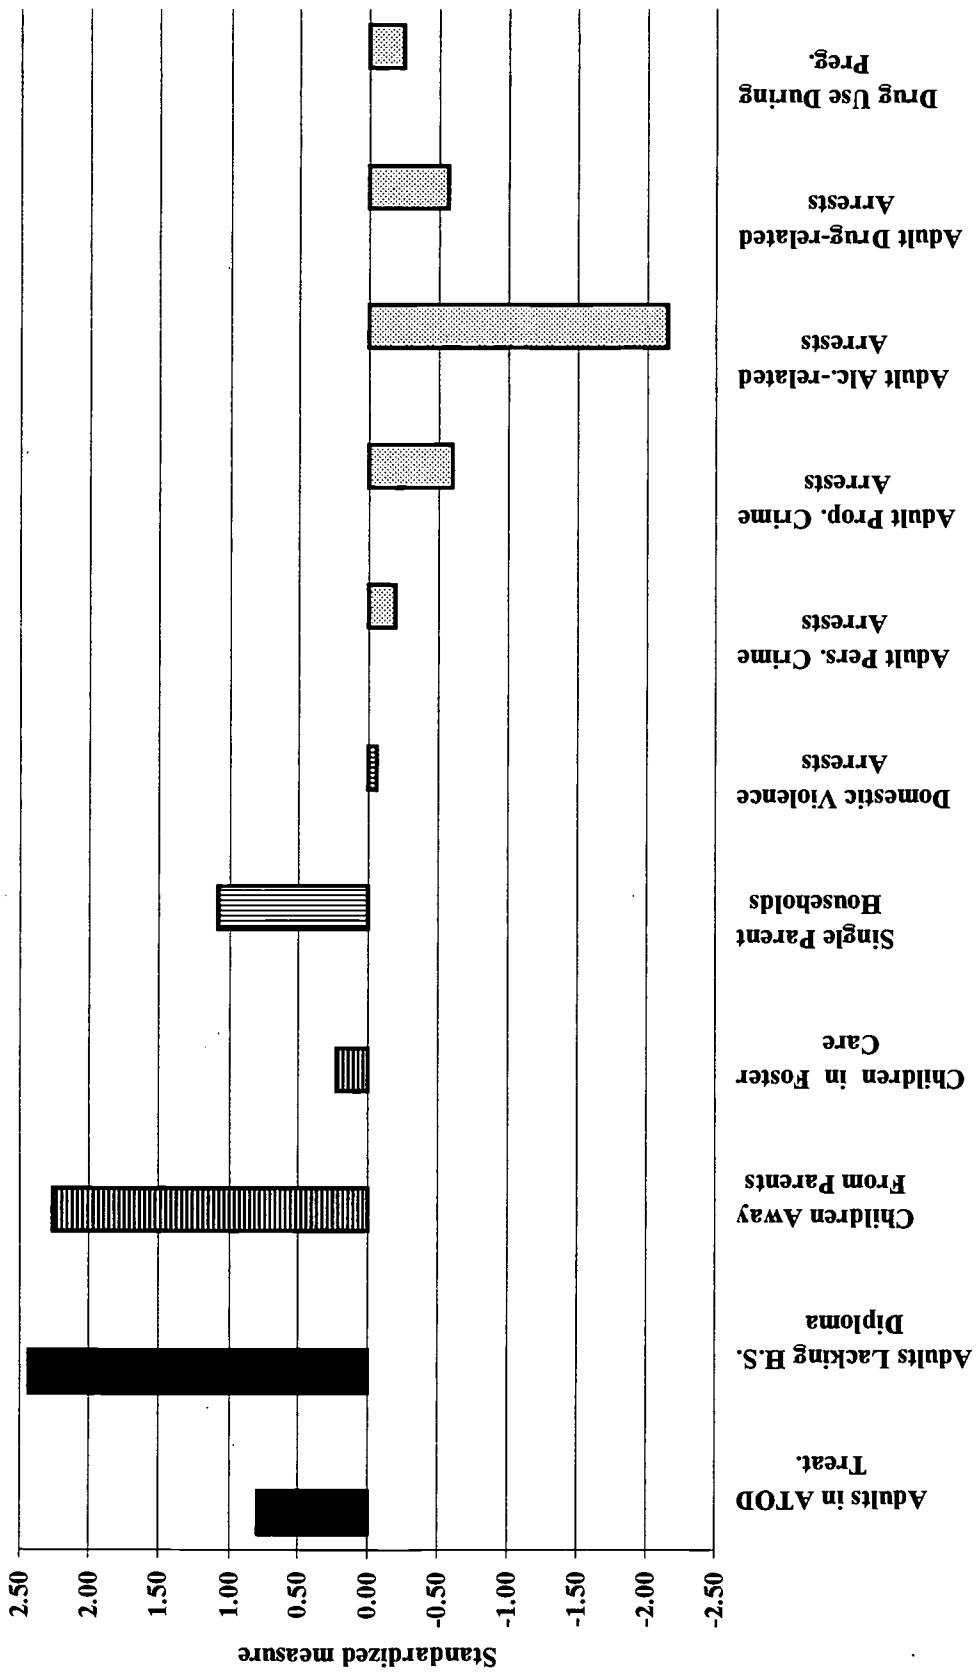 Standardized measure
2.50
2.00
1.50
1.00
0.50
0.00
-0.50
-1.00
-1.50
-2.00
-2.50
Adults in ATOD
Treat.
Adults Lacking H.S.
Diploma
Children Away
From Parents
Children in Foster
Care
Single Parent
Households
Domestic Violence
Arrests
Adult Pers. Crime
Arrests
Adult Prop. Crime
Arrests
Adult Alc.-related
Arrests
Adult Drug-related
Arrests
Drug Use During
Preg.